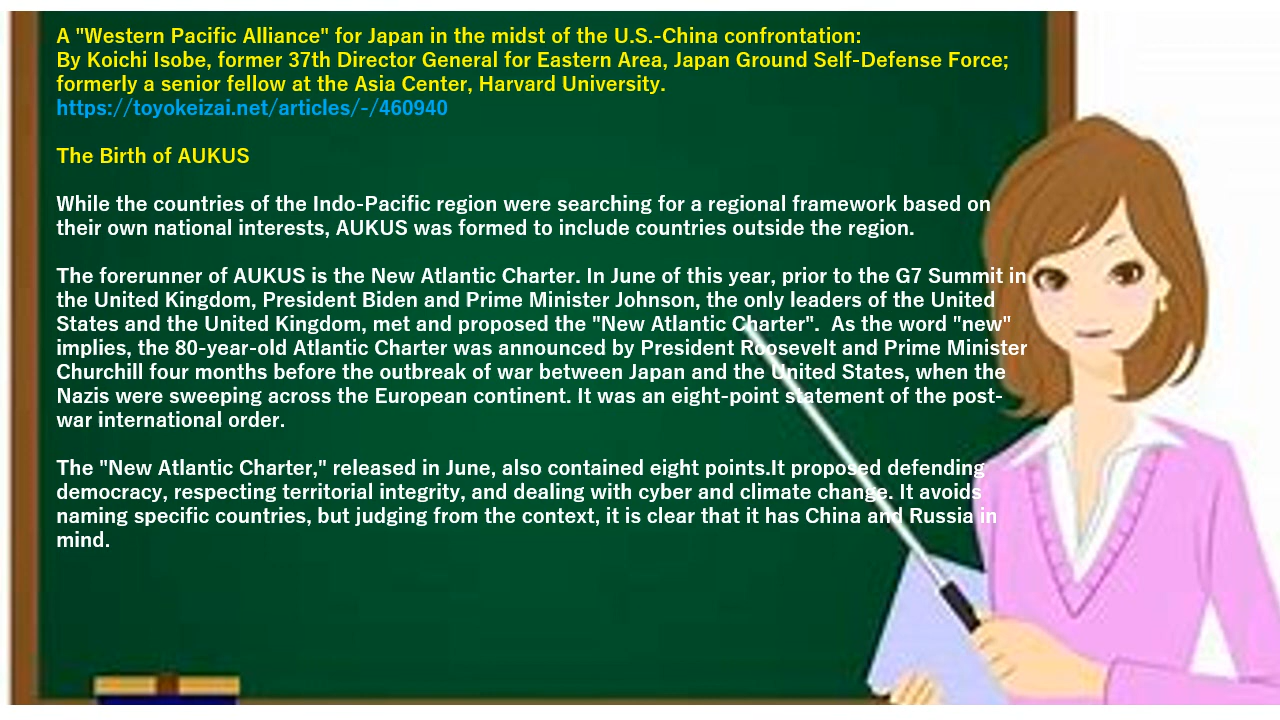 A "Western Pacific Alliance" for Japan in the midst of the U.S.-China confrontation:
By Koichi Isobe, former 37th Director General for Eastern Area, Japan Ground Self-Defense Force;
formerly a senior fellow at the Asia Center, Harvard University.
https://toyokeizai.net/articles/-/460940
The Birth of AUKUS
While the countries of the Indo-Pacific region were searching for a regional framework based on
their own national interests, AUKUS was formed to include countries outside the region.
The forerunner of AUKUS is the New Atlantic Charter. In June of this year, prior to the G7 Summit in
the United Kingdom, President Biden and Prime Minister Johnson, the only leaders of the United
States and the United Kingdom, met and proposed the "New Atlantic Charter".  As the word "new"
implies, the 80-year-old Atlantic Charter was announced by President Roosevelt and Prime Minister
Churchill four months before the outbreak of war between Japan and the United States, when the
Nazis were sweeping across the European continent. It was an eight-point statement of the post-
war international order.
The "New Atlantic Charter," released in June, also contained eight points.It proposed defending
democracy, respecting territorial integrity, and dealing with cyber and climate change. It avoids
naming specific countries, but judging from the context, it is clear that it has China and Russia in
mind.